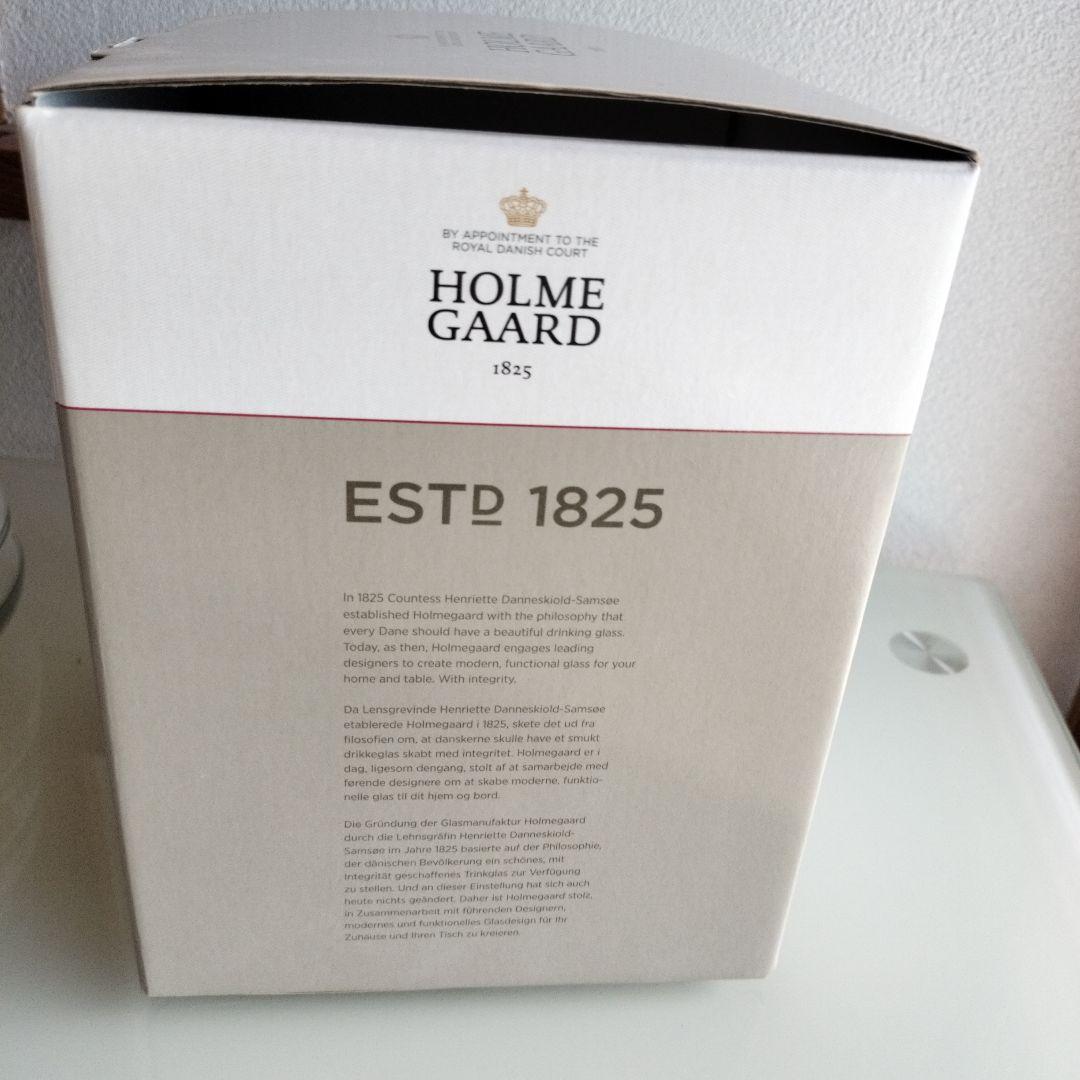 HOLME
GAARD
BY APPOINTMENT TO THE
ROYAL DANISH COURT
HOLME
GAARD
1825
ESTD 1825
In 1825 Countess Henriette Danneskiold-Samsøe
established Holmegaard with the philosophy that
every Dane should have a beautiful drinking glass.
Today, as then, Holmegaard engages leading
designers to create modern, functional glass for your
home and table. With integrity.
Da Lensgrevinde Henriette Danneskiold-Samsøe
etablerede Holmegaard i 1825, skete det ud fra
filosofien om, at danskerne skulle have et smukt
drikkeglas skabt med integritet. Holmegaard er i
dag, ligesom dengang, stolt af at samarbejde med
førende designere om at skabe moderne, funktio-
nelle glas til dit hjem og bord.
Die Gründung der Glasmanufaktur Holmegaard
durch die Lehnsgräfin Henriette Danneskiold-
Samsøe im Jahre 1825 basierte auf der Philosophie,
der dänischen Bevölkerung ein schönes, mit
Integrität geschaffenes Trinkglas zur Verfügung
zu stellen. Und an dieser Einstellung hat sich auch
heute nichts geändert. Daher ist Holmegaard stolz,
in Zusammenarbeit mit führenden Designern,
modernes und funktionelles Glasdesign für Ihr
Zuhause und Ihren Tisch zu kreieren.